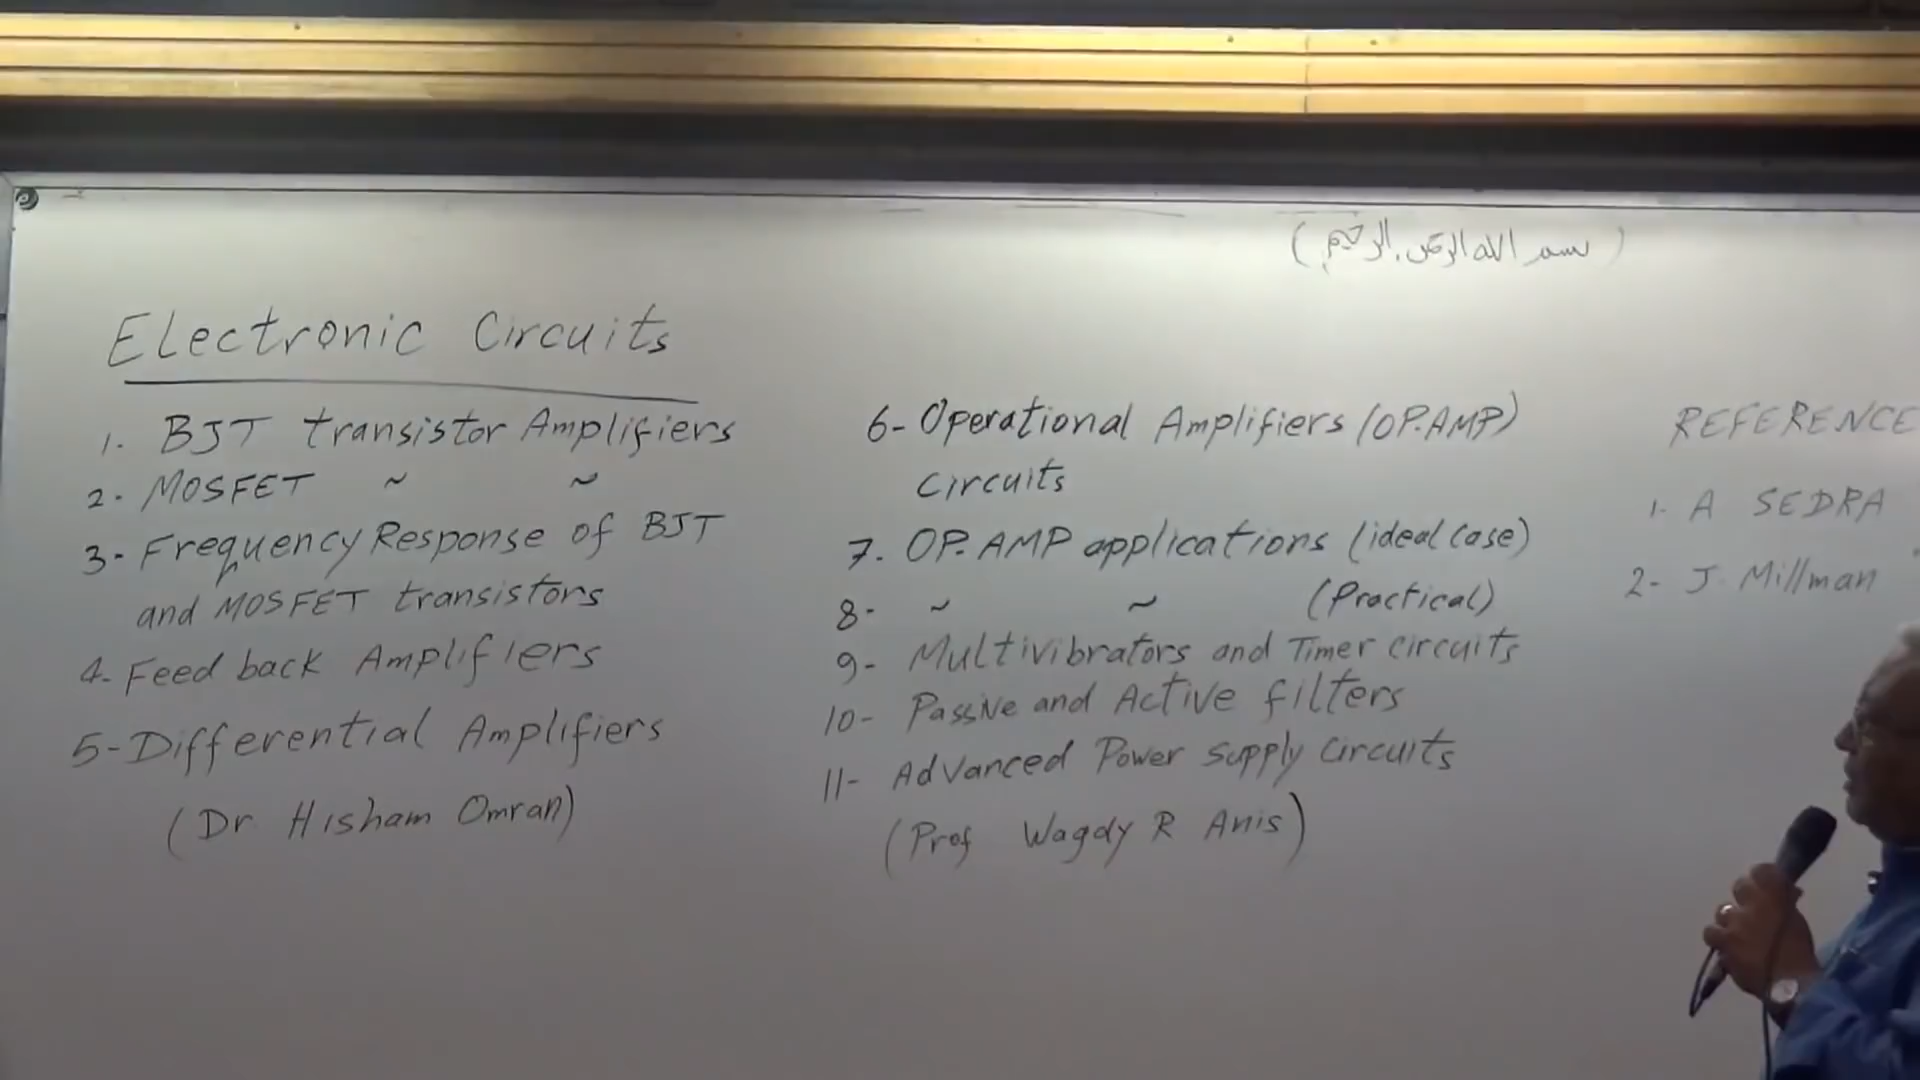 (بسم الله الرحمن الرحيم)
Electronic Circuits
1. BJT transistor Amplifiers
2. MOSFET ~ ~
3- Frequency Response of BJT
and MOSFET transistors
4- Feed back Amplifiers
5- Differential Amplifiers
(Dr Hisham Omran)
6- Operational Amplifiers (OP.AMP)
Circuits
7. OP. AMP applications (ideal case)
8- ~ ~ (Practical)
9- Multivibrators and Timer circuits
10- Passive and Active filters
11- Advanced Power supply Circuits
(Prof Wagdy R Anis)
REFERENCE
1. A SEDRA
2- J. Millman